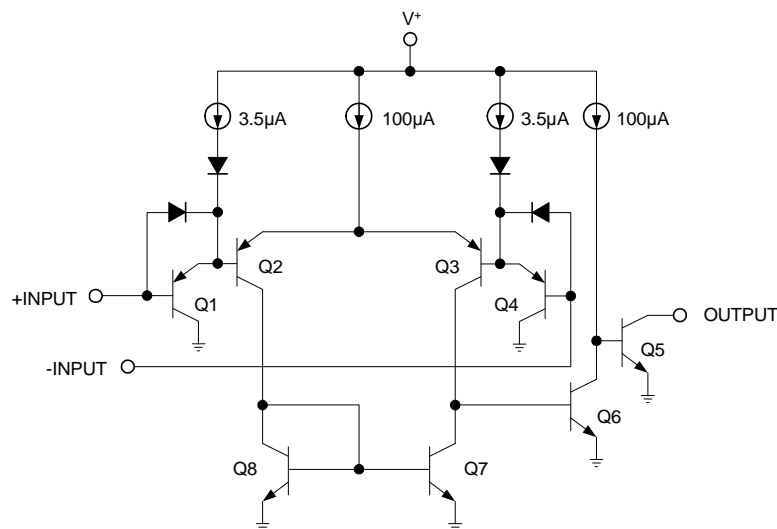 V+
3.5µA
100µA
3.5µA
100µA
Q2
Q3
+INPUT
Q1
Q4
OUTPUT
Q5
-INPUT
Q6
Q8
Q7